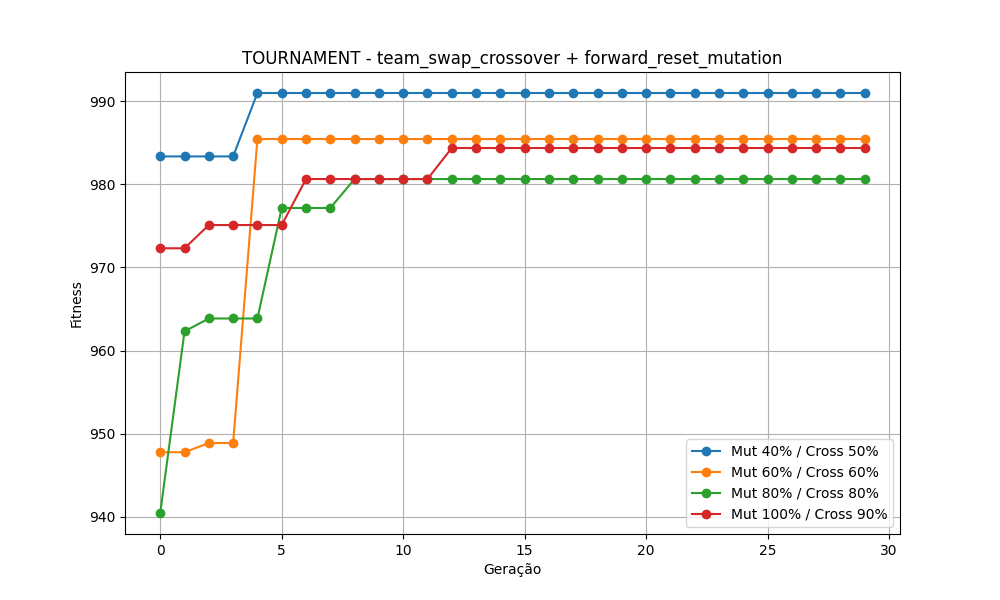 TOURNAMENT - team_swap_crossover + forward_reset_mutation
990
980
970
960
950
940
Fitness
0
5
10
15
20
25
30
Geração
Mut 40% / Cross 50%
Mut 60% / Cross 60%
Mut 80% / Cross 80%
Mut 100% / Cross 90%